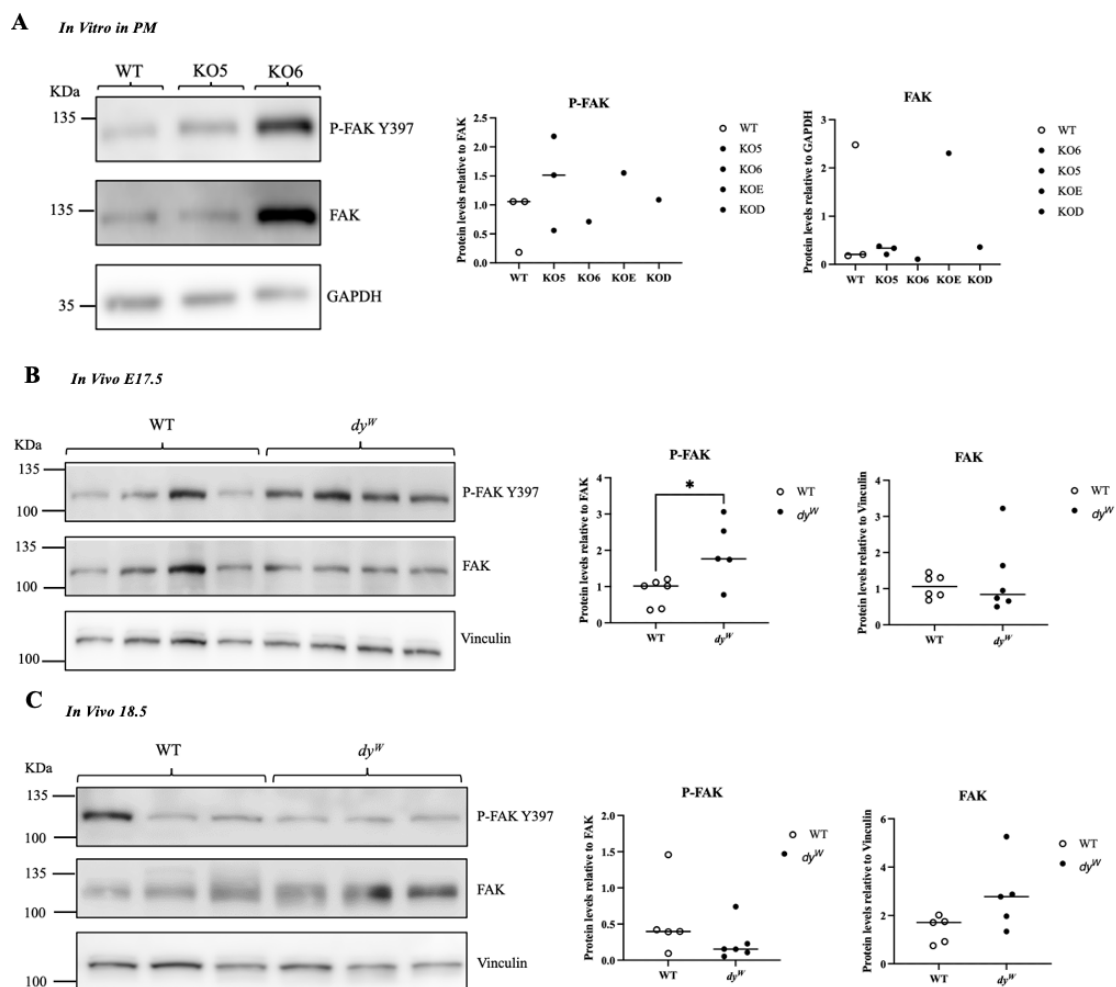 A In Vitro in PM
WT KO5 KO6
KDa
135
P-FAK Y397
135
FAK
35
GAPDH
P-FAK
Protein levels relative to FAK
2.5
2.0
1.5
1.0
0.5
0.0
WT KO5 KO6 KOE KOD
WT
KO5
KO6
KOE
KOD
FAK
Protein levels relative to GAPDH
3
2
1
0
WT KO5 KO6 KOE KOD
WT
KO6
KO5
KOE
KOD
B In Vivo E17.5
WT dyW
KDa
135
100
P-FAK Y397
135
100
FAK
100
Vinculin
P-FAK
Protein levels relative to FAK
4
3
2
1
0
*
WT dyW
WT
dyW
FAK
Protein levels relative to Vinculin
4
3
2
1
0
WT dyW
WT
dyW
C In Vivo 18.5
WT dyW
KDa
135
100
P-FAK Y397
135
100
FAK
100
Vinculin
P-FAK
Protein levels relative to FAK
2.0
1.5
1.0
0.5
0.0
WT dyW
WT
dyW
FAK
Protein levels relative to Vinculin
6
4
2
0
WT dyW
WT
dyW